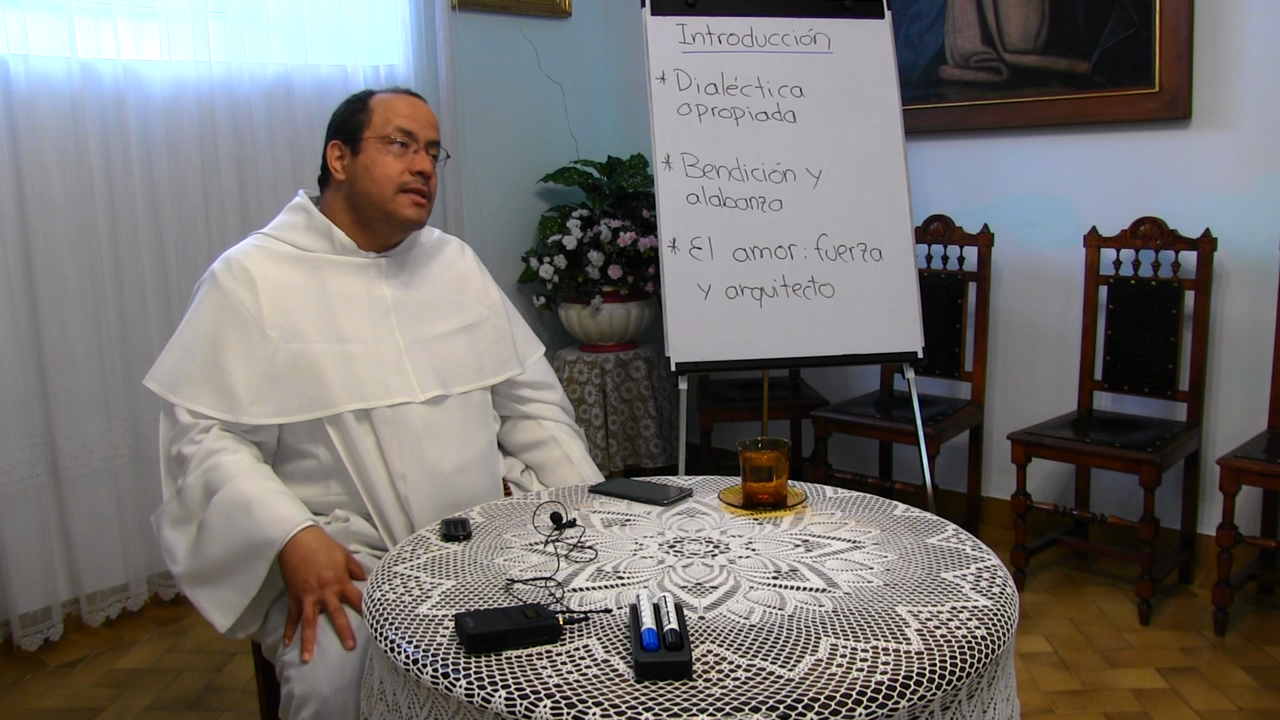 Introducción
* Dialéctica
apropiada
* Bendición y
alabanza
* El amor: fuerza
y arquitecto